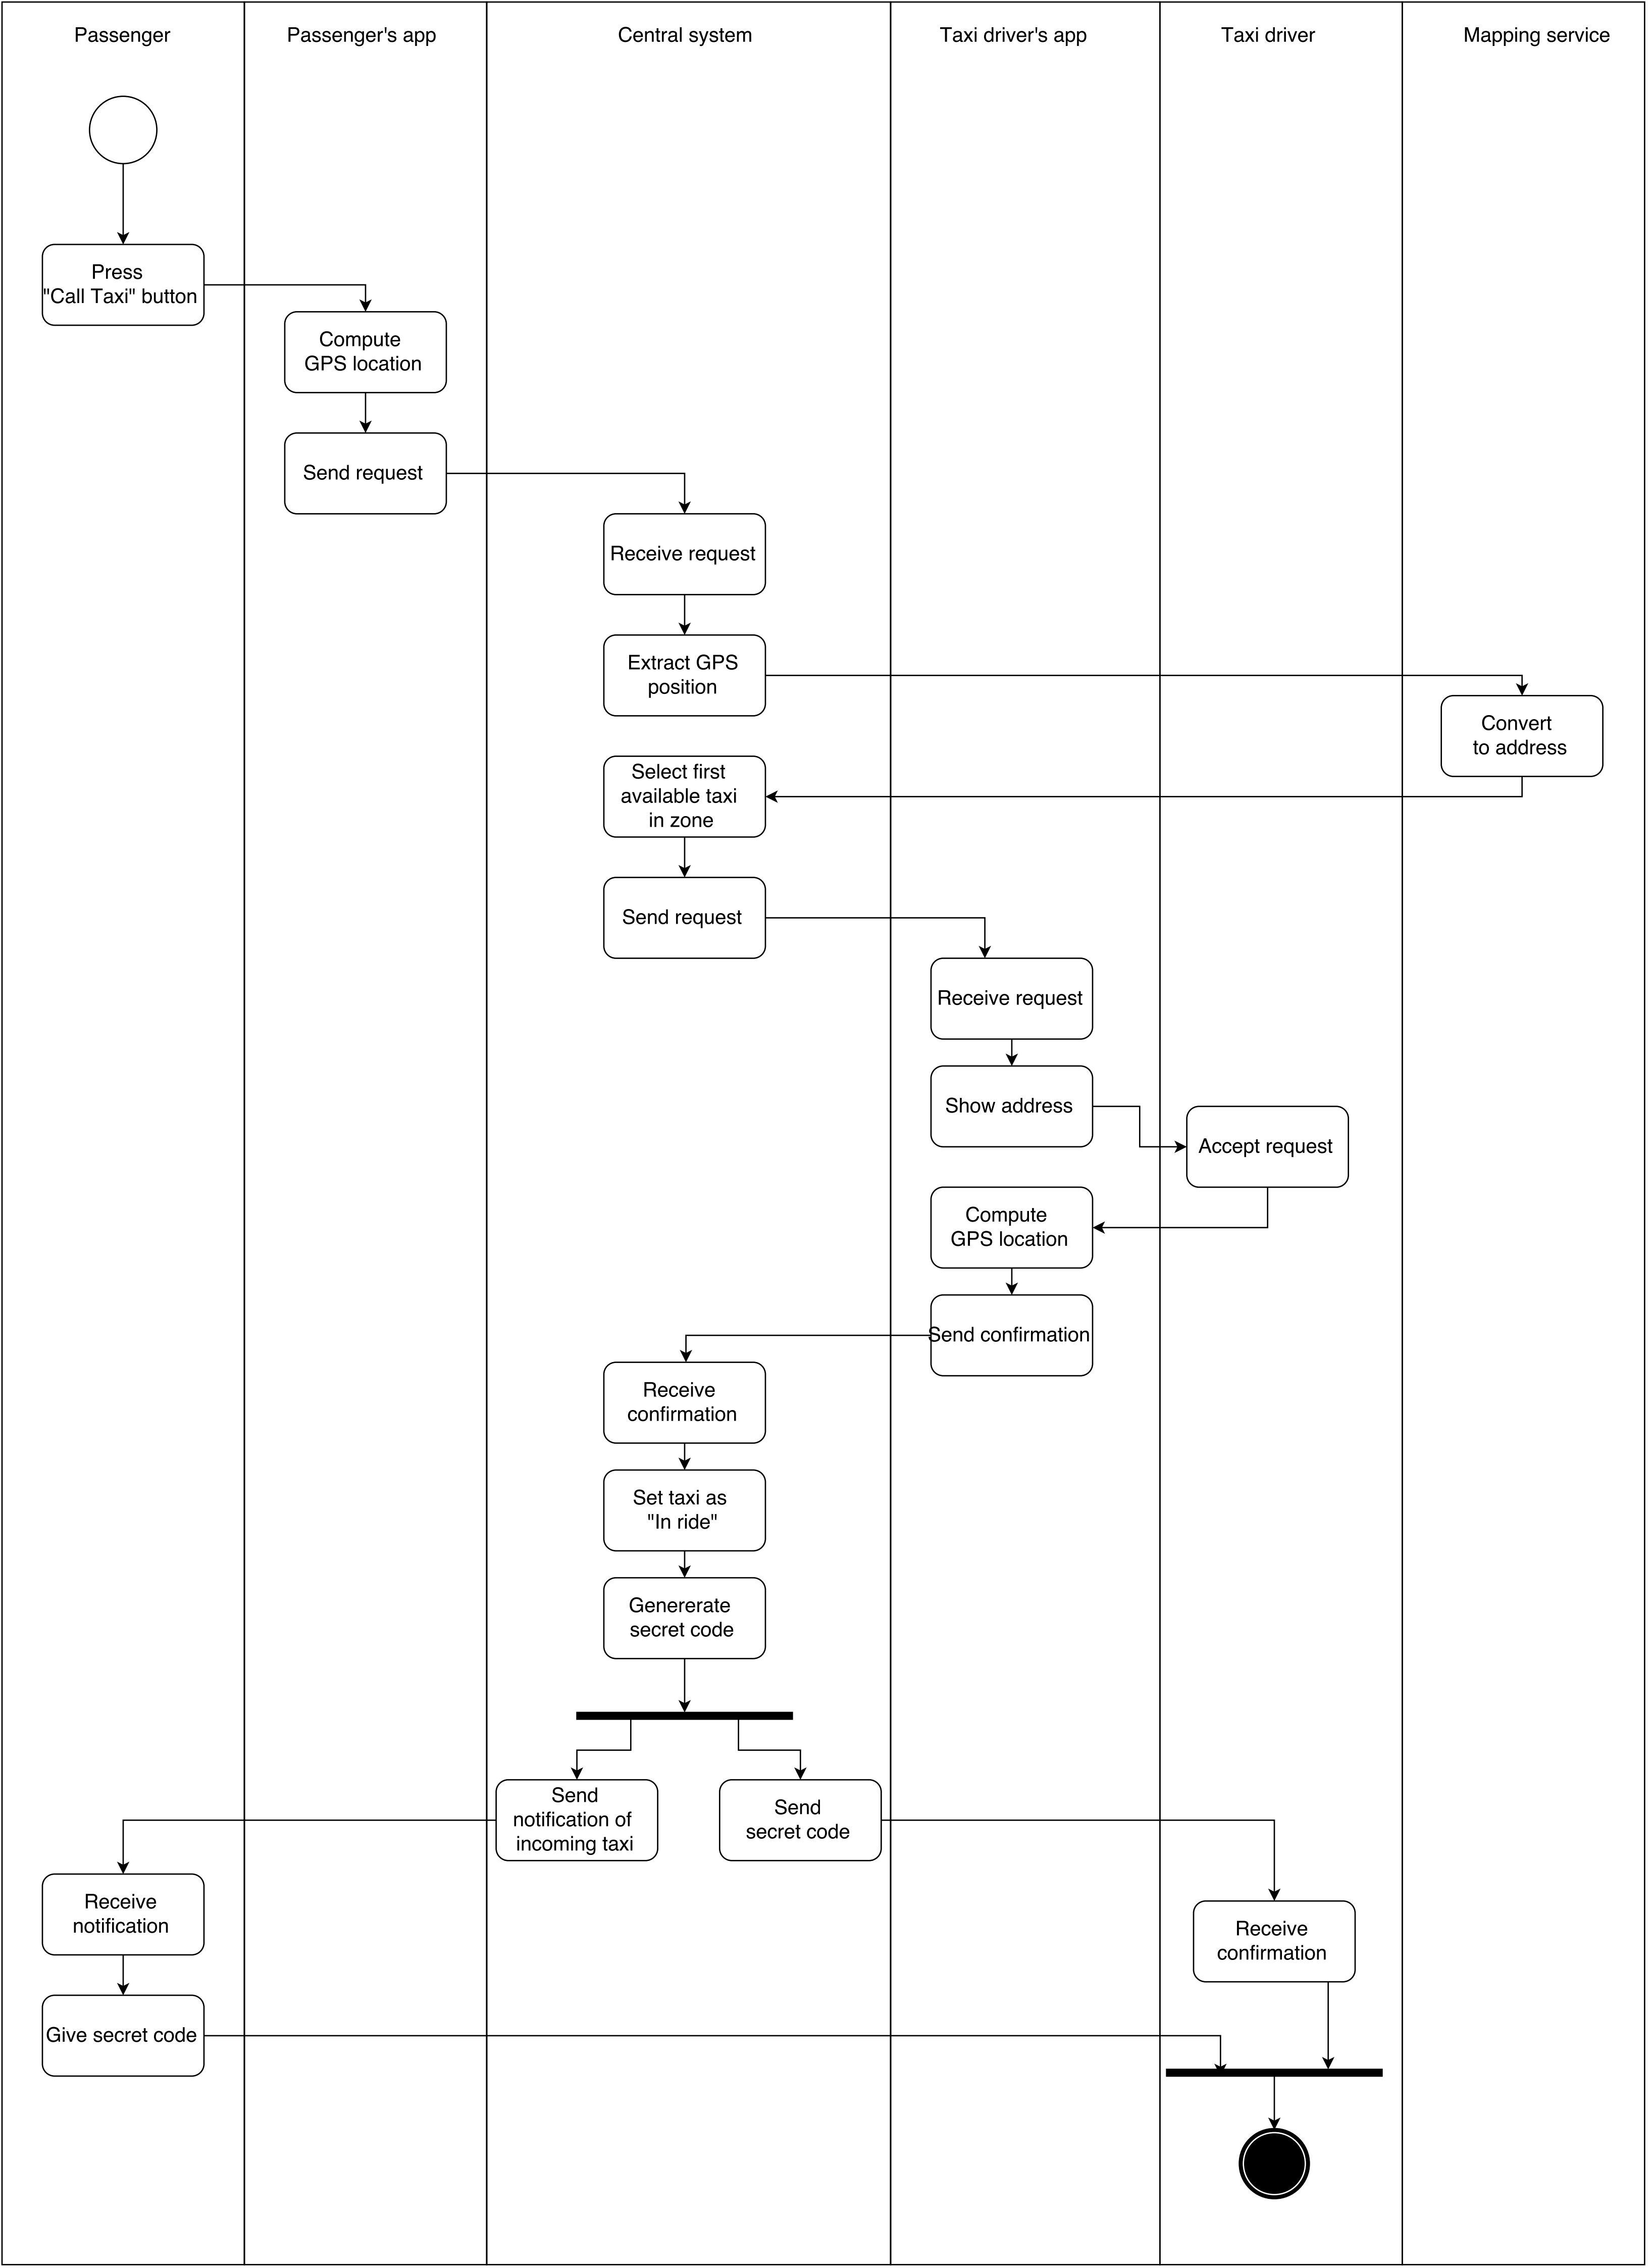 Passenger
Passenger's app
Central system
Taxi driver's app
Taxi driver
Mapping service
Press
"Call Taxi" button
Compute
GPS location
Send request
Receive request
Extract GPS
position
Convert
to address
Select first
available taxi
in zone
Send request
Receive request
Show address
Accept request
Compute
GPS location
Send confirmation
Receive
confirmation
Set taxi as
"In ride"
Genererate
secret code
Send
notification of
incoming taxi
Send
secret code
Receive
notification
Receive
confirmation
Give secret code